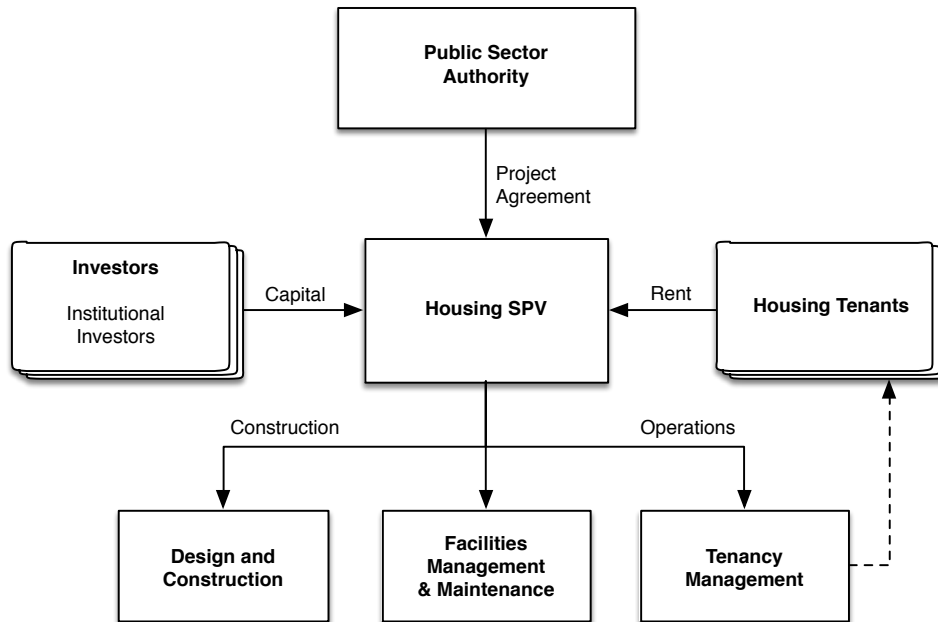 Public Sector
Authority
Project
Agreement
Investors
Institutional
Investors
Capital
Housing SPV
Rent
Housing Tenants
Construction
Operations
Design and
Construction
Facilities
Management
& Maintenance
Tenancy
Management